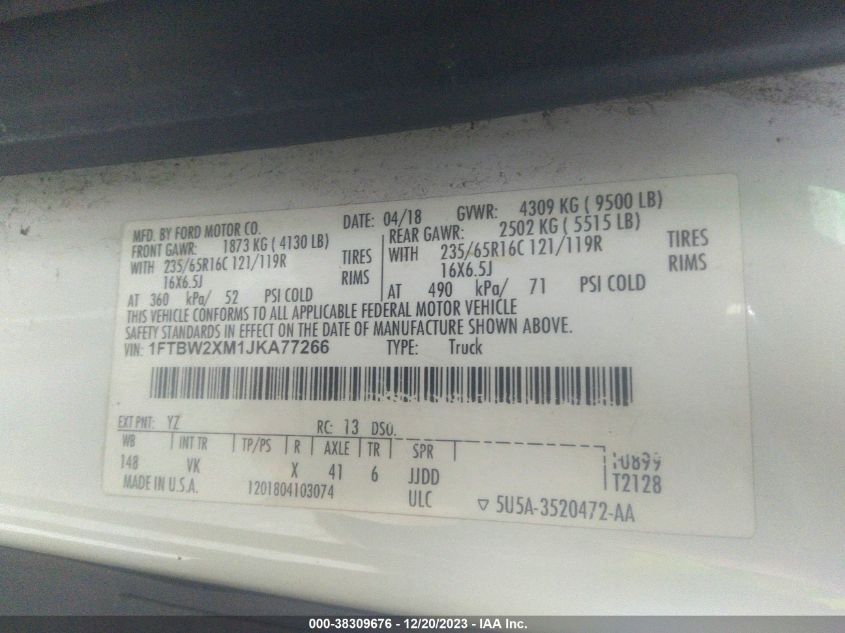 MFD. BY FORD MOTOR CO. DATE: 04/18 GVWR: 4309 KG ( 9500 LB)
FRONT GAWR: 1873 KG ( 4130 LB) REAR GAWR: 2502 KG ( 5515 LB)
WITH 235/65R16C 121/119R TIRES WITH 235/65R16C 121/119R TIRES
16X6.5J RIMS 16X6.5J RIMS
AT 360 kPa/ 52 PSI COLD AT 490 kPa/ 71 PSI COLD
THIS VEHICLE CONFORMS TO ALL APPLICABLE FEDERAL MOTOR VEHICLE
SAFETY STANDARDS IN EFFECT ON THE DATE OF MANUFACTURE SHOWN ABOVE.
VIN: 1FTBW2XM1JKA77266 TYPE: Truck
EXT PNT: YZ RC: 13 DSO:
WB INT TR TP/PS R AXLE TR SPR 10899
148 VK X 41 6 JJDD T2128
MADE IN U.S.A. 1201804103074 ULC 5U5A-3520472-AA
000-38309676 - 12/20/2023 - IAA Inc.